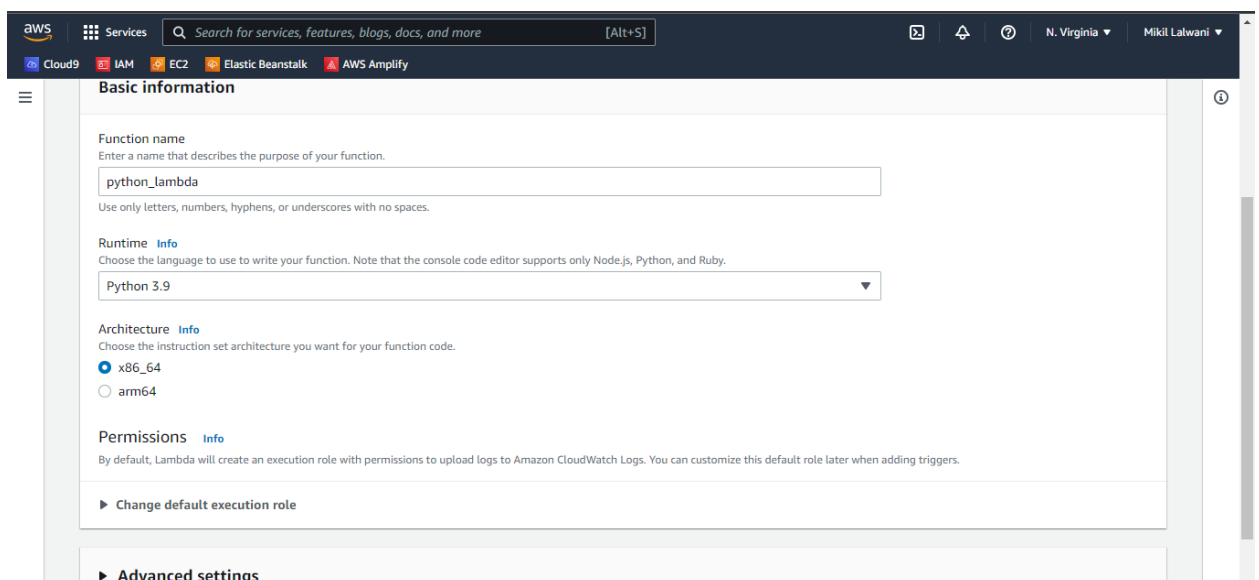 aws Services Search for services, features, blogs, docs, and more [Alt+S] N. Virginia ▼ Mikil Lalwani ▼
Cloud9 IAM EC2 Elastic Beanstalk AWS Amplify
Basic information
Function name
Enter a name that describes the purpose of your function.
python_lambda
Use only letters, numbers, hyphens, or underscores with no spaces.
Runtime Info
Choose the language to use to write your function. Note that the console code editor supports only Node.js, Python, and Ruby.
Python 3.9
Architecture Info
Choose the instruction set architecture you want for your function code.
x86_64
arm64
Permissions Info
By default, Lambda will create an execution role with permissions to upload logs to Amazon CloudWatch Logs. You can customize this default role later when adding triggers.
Change default execution role
Advanced settings